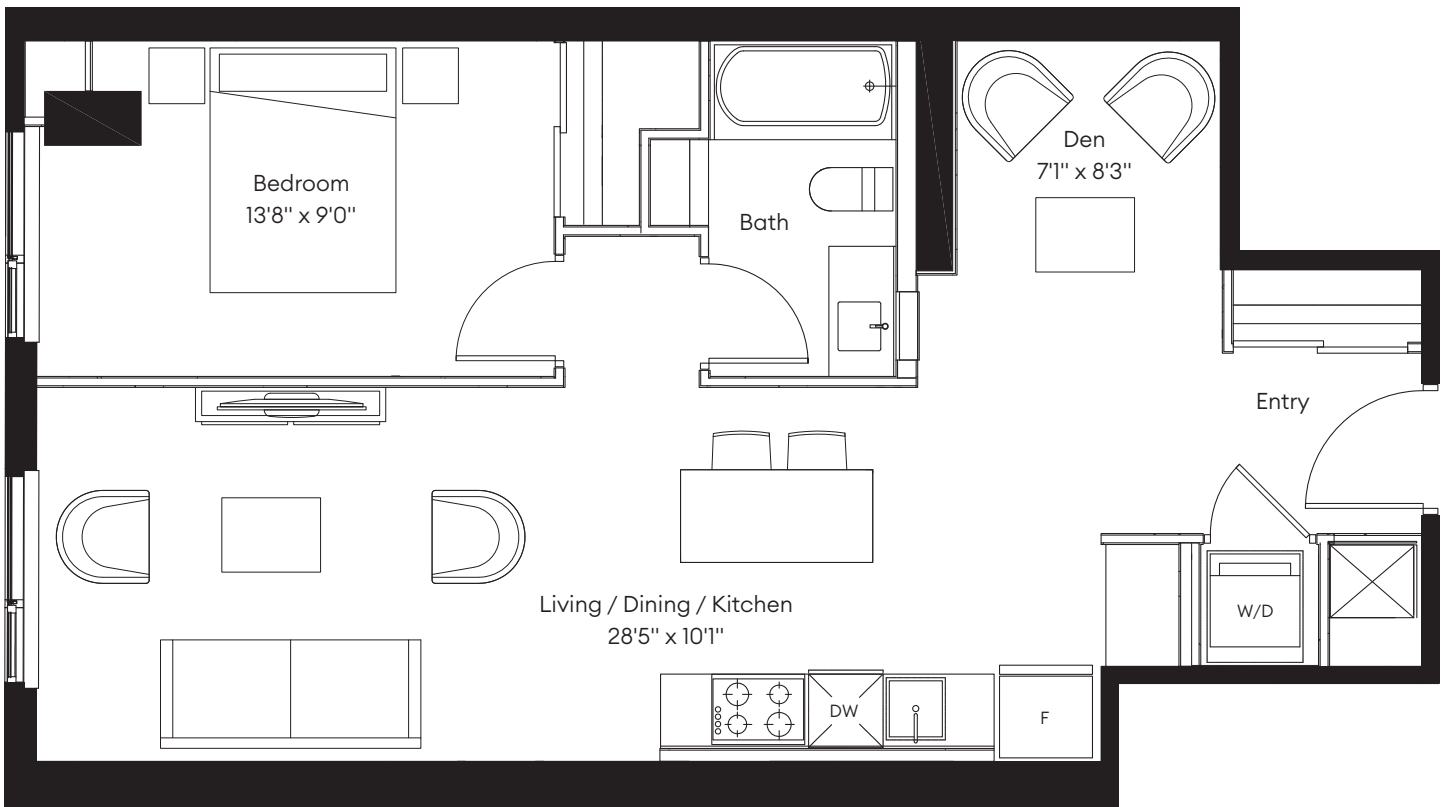 Bedroom
13'8" x 9'0"
Bath
Den
7'1" x 8'3"
Entry
Living / Dining / Kitchen
28'5" x 10'1"
W/D
DW
F